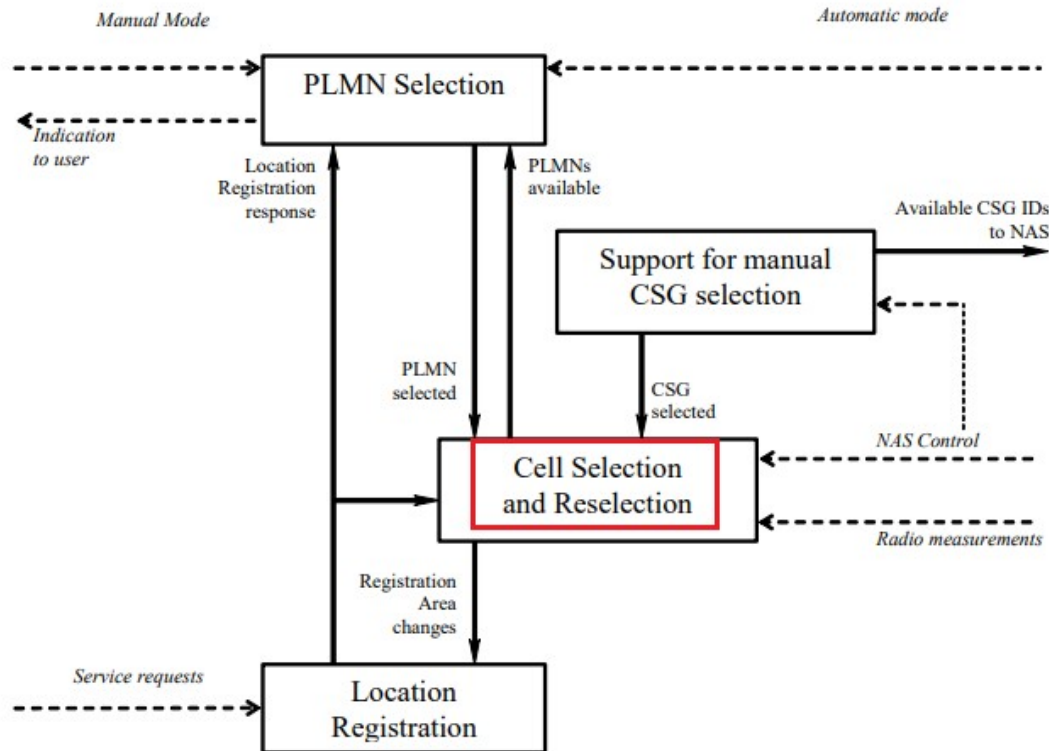 Manual Mode
Automatic mode
PLMN Selection
Indication
to user
Location
Registration
response
PLMNs
available
Available CSG IDs
to NAS
Support for manual
CSG selection
PLMN
selected
CSG
selected
NAS Control
Cell Selection
and Reselection
Radio measurements
Registration
Area
changes
Service requests
Location
Registration